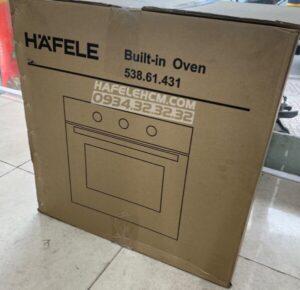 HÄFELE
Built-in Oven
538.61.431
HAFELEHCM.COM
0934.32.32.32